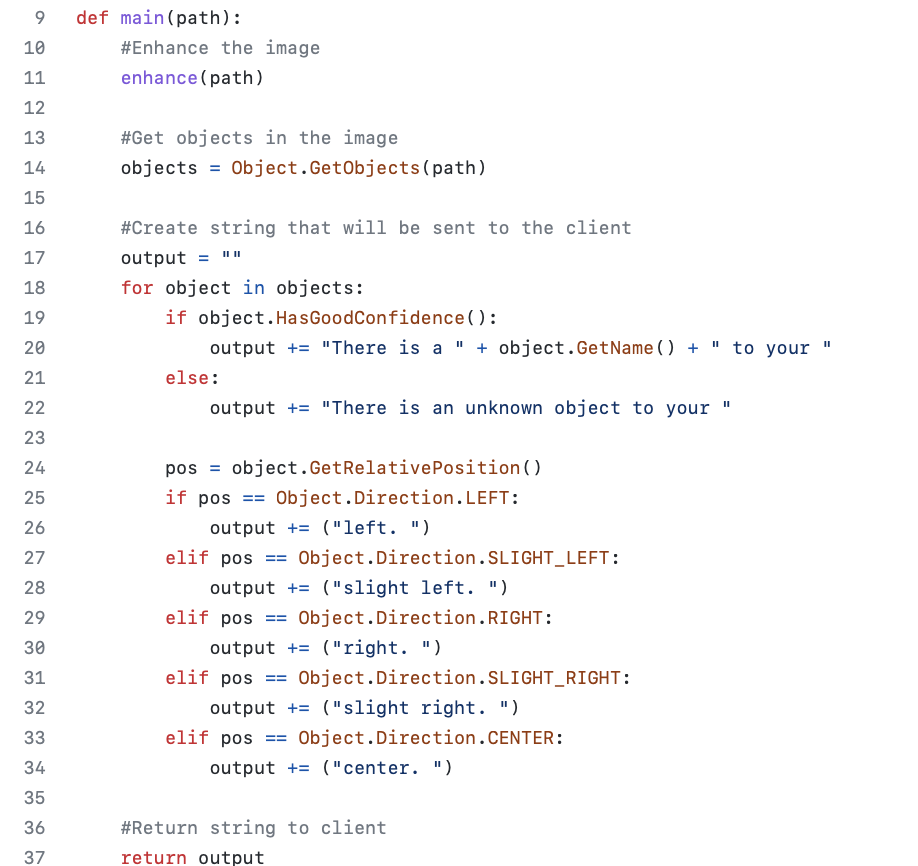 9 def main(path):
10     #Enhance the image
11     enhance(path)
12
13     #Get objects in the image
14     objects = Object.GetObjects(path)
15
16     #Create string that will be sent to the client
17     output = ""
18     for object in objects:
19         if object.HasGoodConfidence():
20             output += "There is a " + object.GetName() + " to your "
21         else:
22             output += "There is an unknown object to your "
23
24         pos = object.GetRelativePosition()
25         if pos == Object.Direction.LEFT:
26             output += ("left. ")
27         elif pos == Object.Direction.SLIGHT_LEFT:
28             output += ("slight left. ")
29         elif pos == Object.Direction.RIGHT:
30             output += ("right. ")
31         elif pos == Object.Direction.SLIGHT_RIGHT:
32             output += ("slight right. ")
33         elif pos == Object.Direction.CENTER:
34             output += ("center. ")
35
36     #Return string to client
37     return output